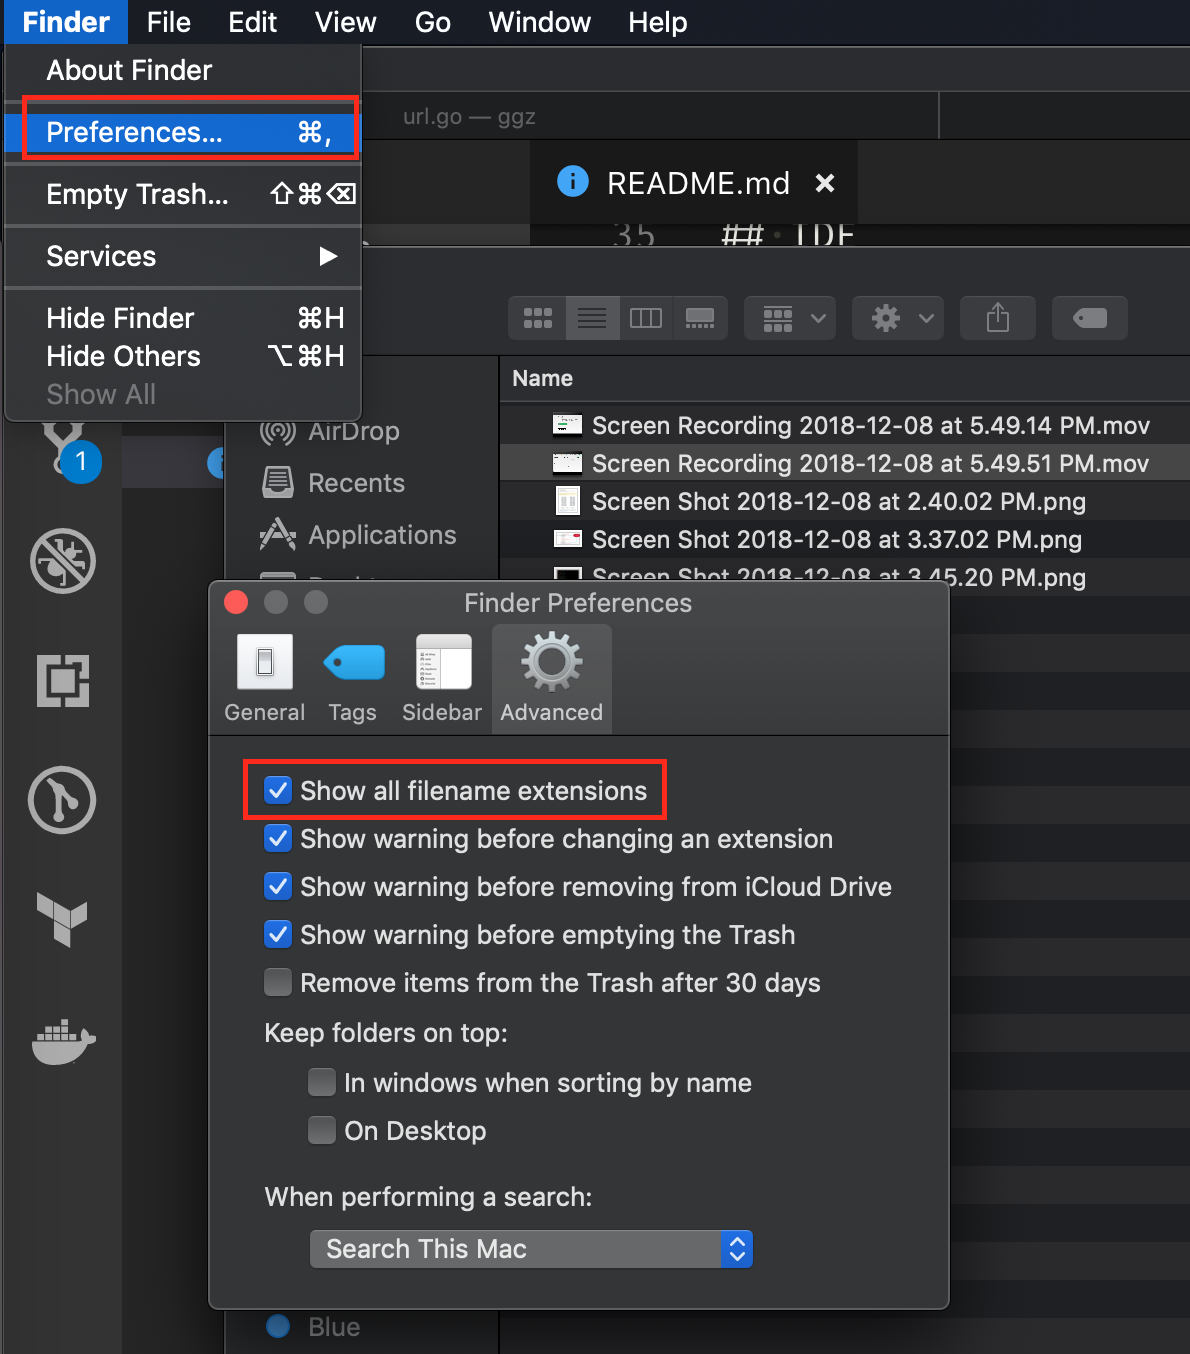 Finder File Edit View Go Window Help
About Finder
Preferences... ⌘,
Empty Trash... ⇧⌘⌫
Services ▶
Hide Finder ⌘H
Hide Others ⌥⌘H
Show All
url.go — ggz
README.md
35 ##
Name
Screen Recording 2018-12-08 at 5.49.14 PM.mov
Screen Recording 2018-12-08 at 5.49.51 PM.mov
Screen Shot 2018-12-08 at 2.40.02 PM.png
Screen Shot 2018-12-08 at 3.37.02 PM.png
Screen Shot 2018-12-08 at 3.45.20 PM.png
1
AirDrop
Recents
Applications
Finder Preferences
General Tags Sidebar Advanced
Show all filename extensions
Show warning before changing an extension
Show warning before removing from iCloud Drive
Show warning before emptying the Trash
Remove items from the Trash after 30 days
Keep folders on top:
In windows when sorting by name
On Desktop
When performing a search:
Search This Mac
Blue